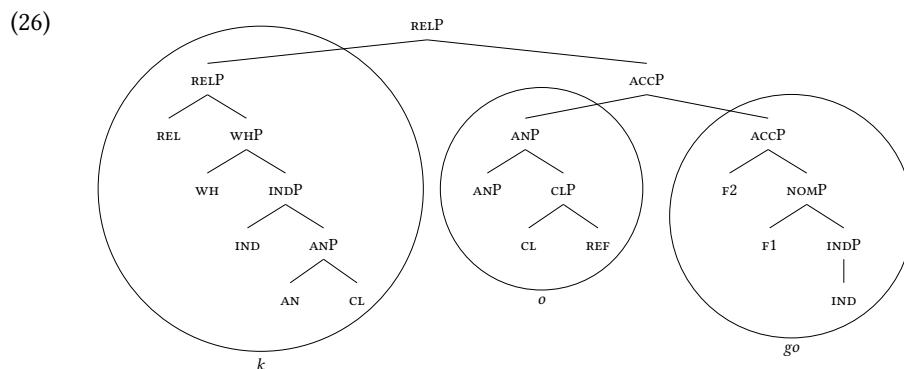 (26)
RELP
RELP ACCP
REL WHP ANP ACCP
WH INDP ANP CLP F2 NOMP
IND ANP CL REF F1 INDP
AN CL IND
o
k go